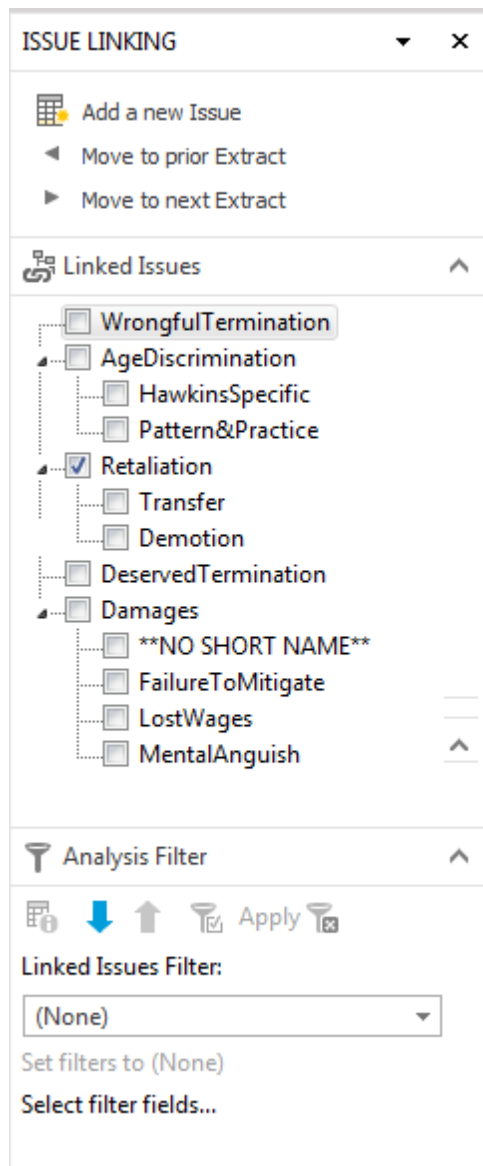 ISSUE LINKING
Add a new Issue
Move to prior Extract
Move to next Extract
Linked Issues
WrongfulTermination
AgeDiscrimination
HawkinsSpecific
Pattern&Practice
Retaliation
Transfer
Demotion
DeservedTermination
Damages
**NO SHORT NAME**
FailureToMitigate
LostWages
MentalAnguish
Analysis Filter
Apply
Linked Issues Filter:
(None)
Set filters to (None)
Select filter fields...